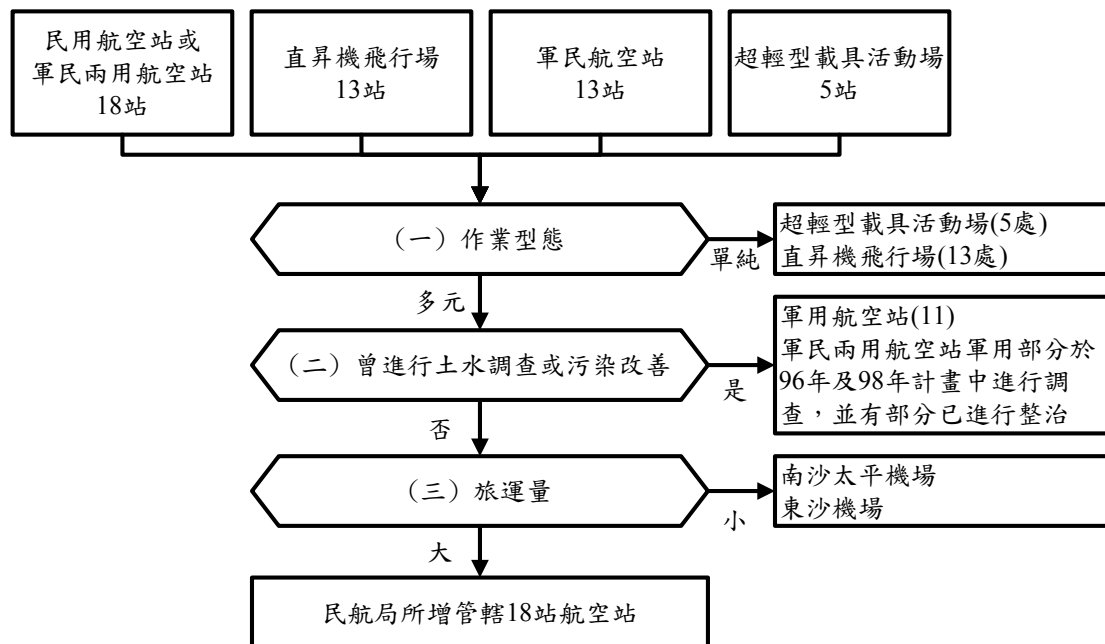 民用航空站或
軍民兩用航空站
18站
直昇機飛行場
13站
軍民航空站
13站
超輕型載具活動場
5站
（一）作業型態
單純
超輕型載具活動場(5處)
直昇機飛行場(13處)
多元
（二）曾進行土水調查或污染改善
是
軍用航空站(11)
軍民兩用航空站軍用部分於
96年及98年計畫中進行調
查，並有部分已進行整治
否
（三）旅運量
小
南沙太平機場
東沙機場
大
民航局所增管轄18站航空站